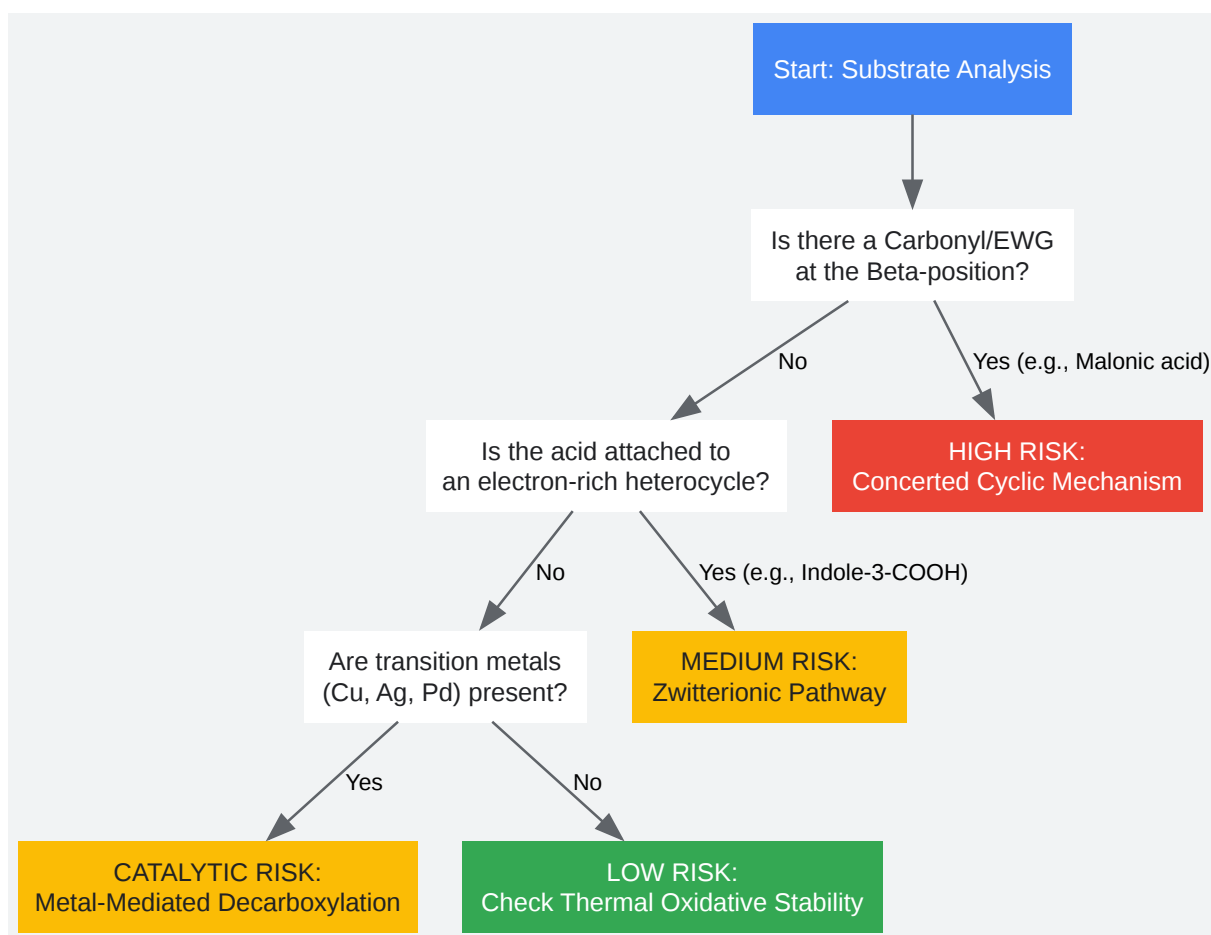 Start: Substrate Analysis
Is there a Carbonyl/EWG
at the Beta-position?
No
Yes (e.g., Malonic acid)
Is the acid attached to
an electron-rich heterocycle?
HIGH RISK:
Concerted Cyclic Mechanism
No
Yes (e.g., Indole-3-COOH)
Are transition metals
(Cu, Ag, Pd) present?
MEDIUM RISK:
Zwitterionic Pathway
Yes
No
CATALYTIC RISK:
Metal-Mediated Decarboxylation
LOW RISK:
Check Thermal Oxidative Stability